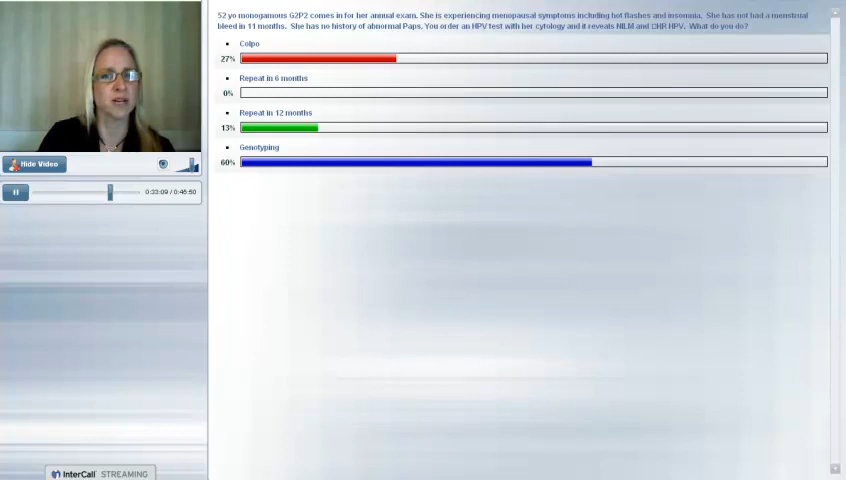 52 yo monogamous G2P2 comes in for her annual exam. She is experiencing menopausal symptoms including hot flashes and insomnia. She has not had a menstrual
bleed in 11 months. She has no history of abnormal Paps. You order an HPV test with her cytology and it reveals NILM and HR HPV. What do you do?
Colpo
27%
Repeat in 6 months
0%
Repeat in 12 months
13%
Genotyping
60%
Hide Video
0:33:09 / 0:46:50
InterCall STREAMING